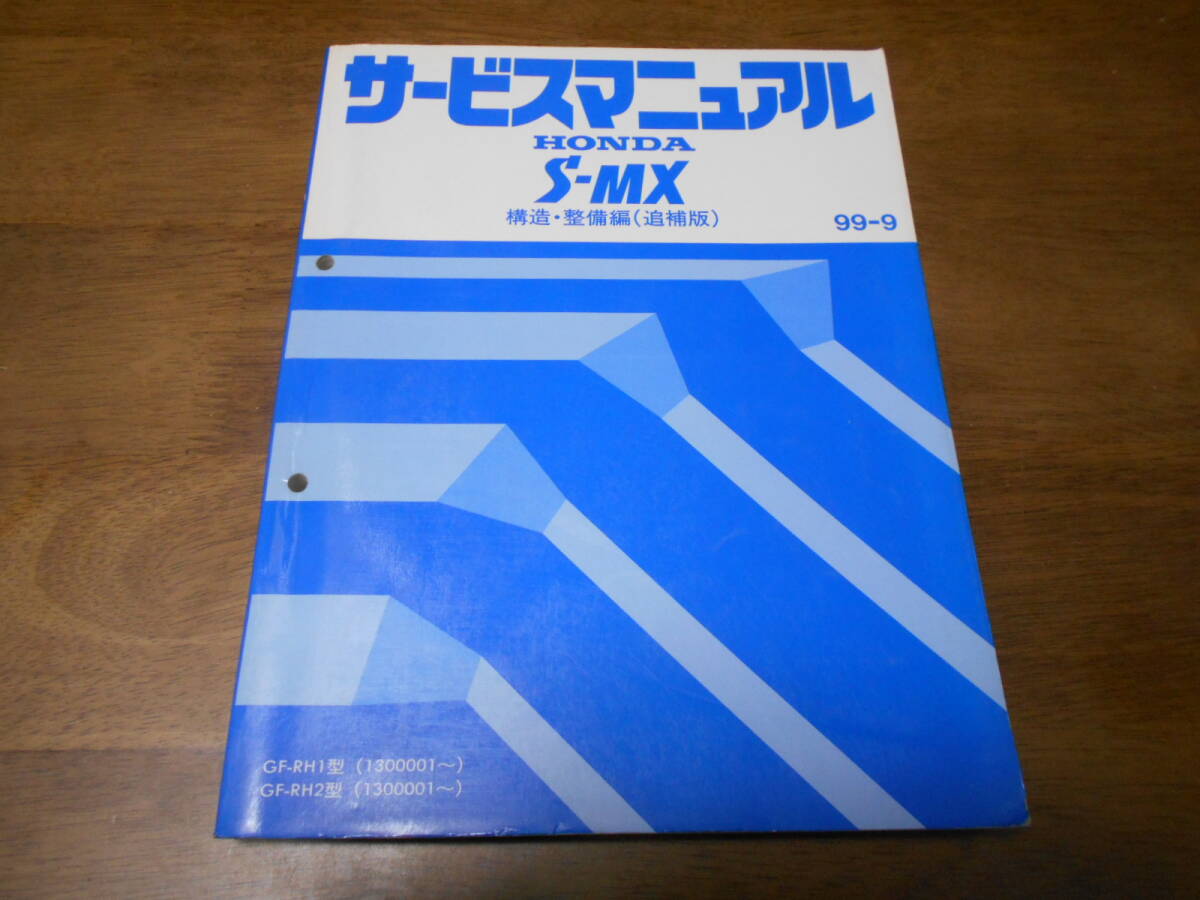 サービスマニュアル
HONDA
S-MX
構造・整備編（追補版）
99-9
GF-RH1型（1300001〜）
GF-RH2型（1300001〜）